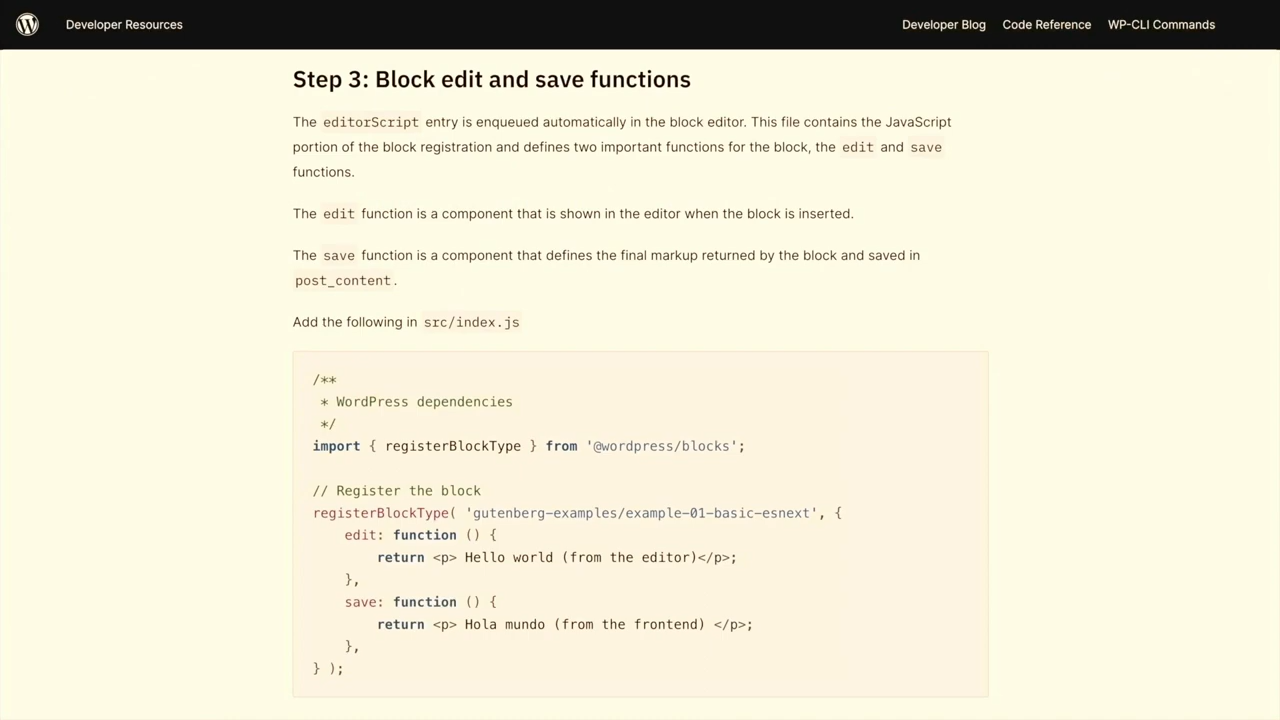 Developer Resources
Developer Blog Code Reference WP-CLI Commands
Step 3: Block edit and save functions
The editorScript entry is enqueued automatically in the block editor. This file contains the JavaScript
portion of the block registration and defines two important functions for the block, the edit and save
functions.
The edit function is a component that is shown in the editor when the block is inserted.
The save function is a component that defines the final markup returned by the block and saved in
post_content.
Add the following in src/index.js
/**
 * WordPress dependencies
 */
import { registerBlockType } from '@wordpress/blocks';
// Register the block
registerBlockType( 'gutenberg-examples/example-01-basic-esnext', {
    edit: function () {
        return <p> Hello world (from the editor)</p>;
    },
    save: function () {
        return <p> Hola mundo (from the frontend) </p>;
    },
} );